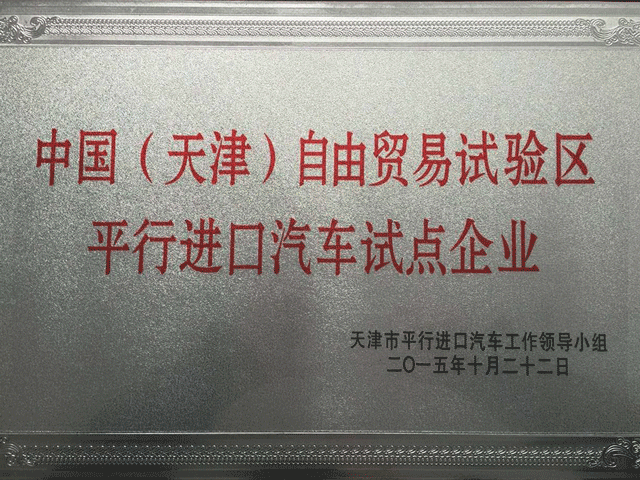 中国（天津）自由贸易试验区
平行进口汽车试点企业
天津市平行进口汽车工作领导小组
二〇一五年十月二十二日